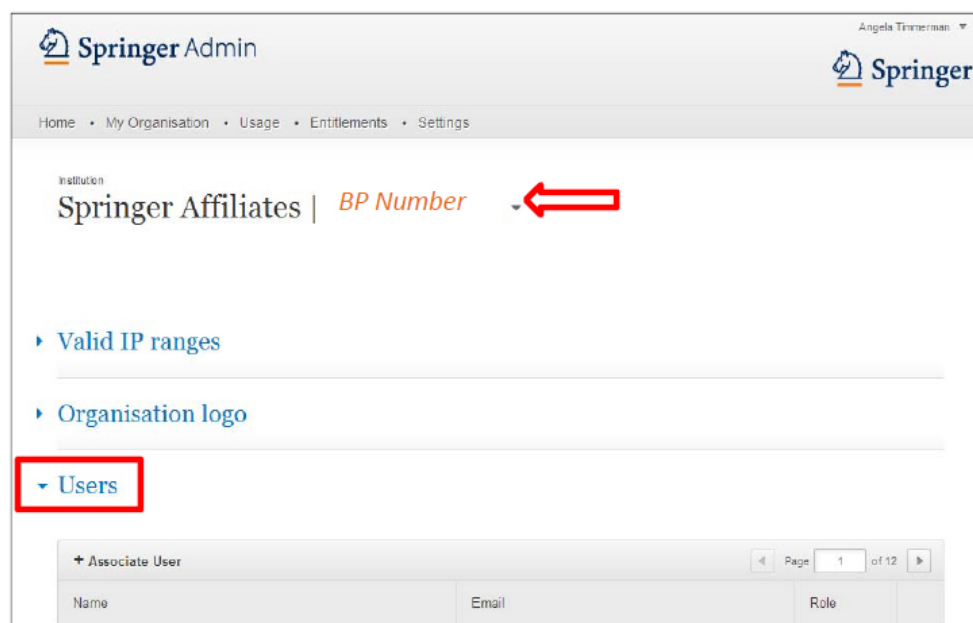 Angela Timmerman
Springer Admin
Springer
Home • My Organisation • Usage • Entitlements • Settings
Institution
Springer Affiliates | BP Number
Valid IP ranges
Organisation logo
Users
+ Associate User Page 1 of 12
Name Email Role